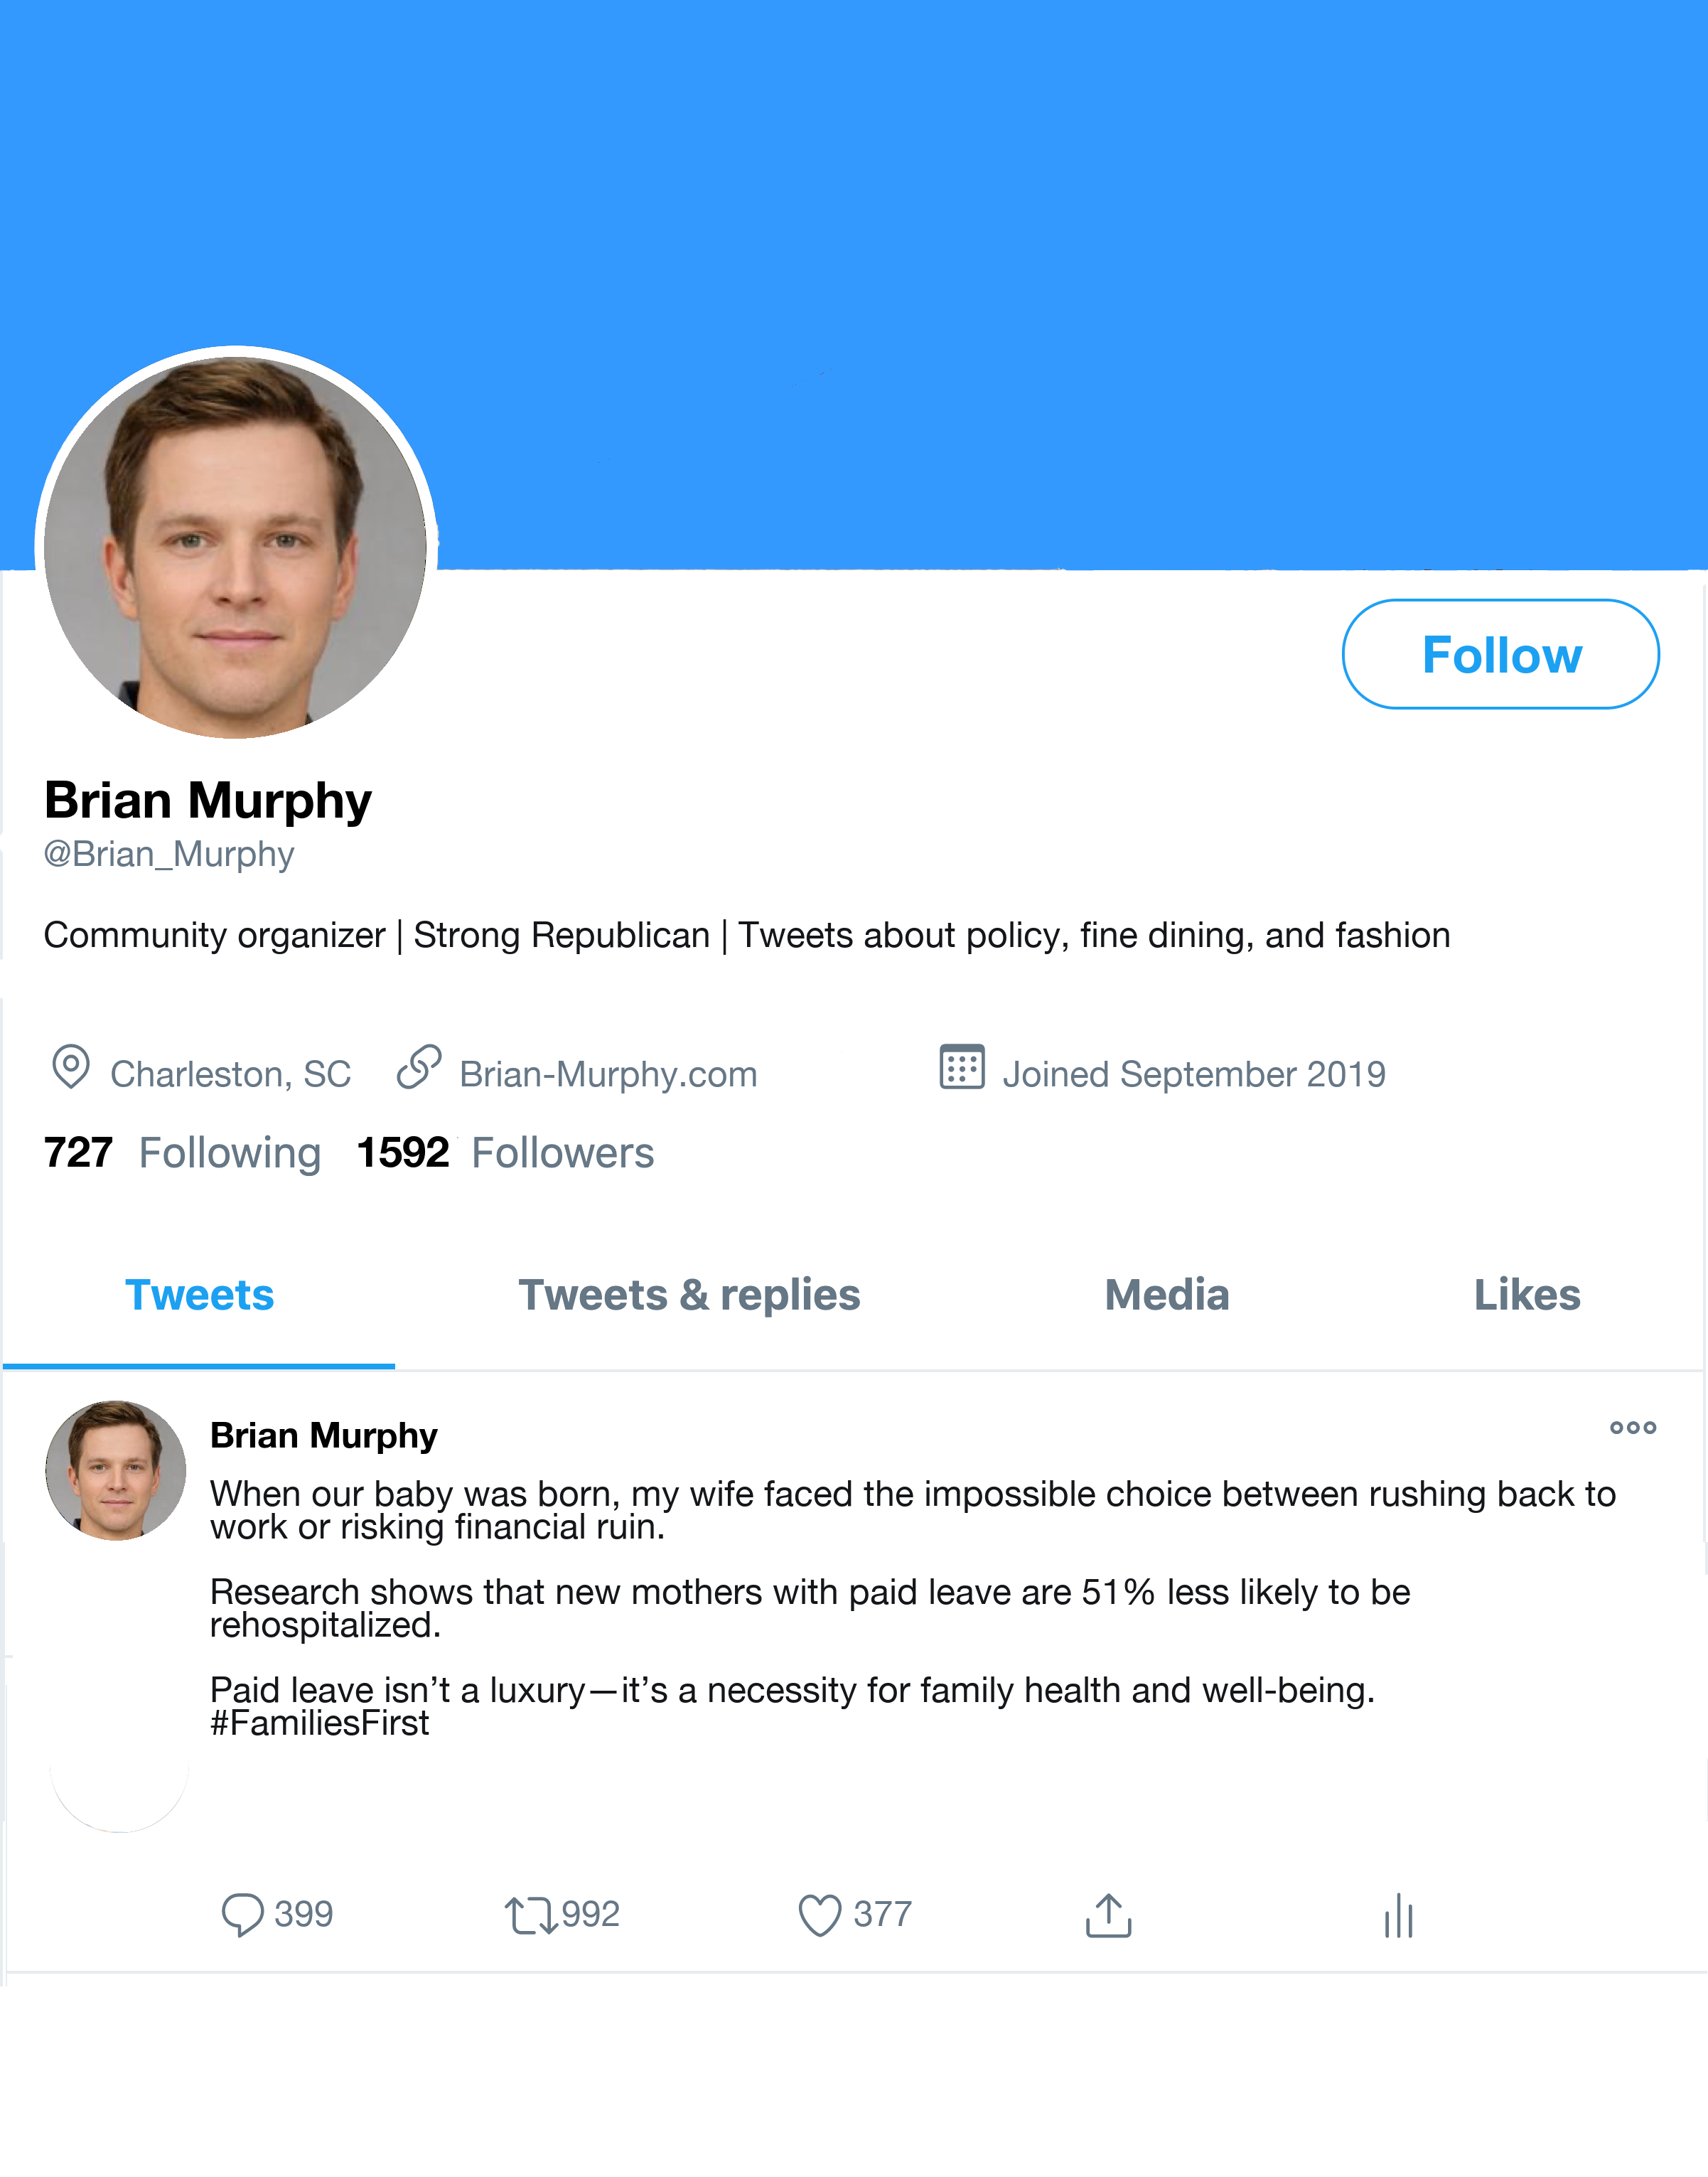 Follow
Brian Murphy
@Brian_Murphy
Community organizer | Strong Republican | Tweets about policy, fine dining, and fashion
Charleston, SC Brian-Murphy.com Joined September 2019
727 Following 1592 Followers
Tweets Tweets & replies Media Likes
Brian Murphy
When our baby was born, my wife faced the impossible choice between rushing back to
work or risking financial ruin.
Research shows that new mothers with paid leave are 51% less likely to be
rehospitalized.
Paid leave isn’t a luxury—it’s a necessity for family health and well-being.
#FamiliesFirst
399 992 377